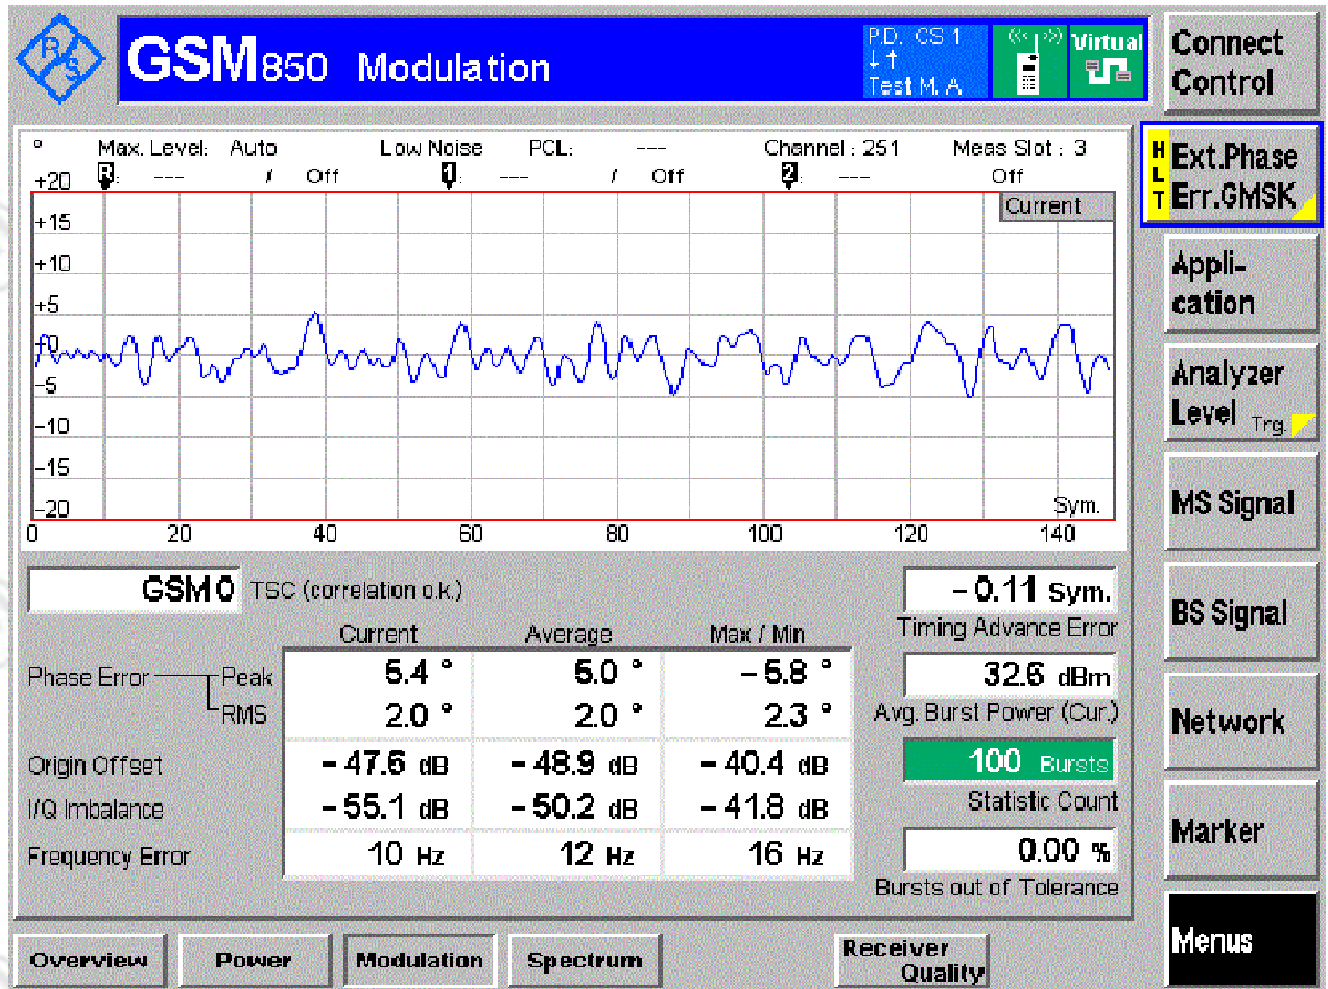 R S
GSM850 Modulation
P.D. CS 1
Test M. A.
Virtual
Connect
Control
° Max. Level: Auto Low Noise PCL: --- Channel : 251 Meas Slot : 3
R : --- / Off 1 : --- / Off 2 : --- Off
Current
+20
+15
+10
+5
±0
-5
-10
-15
-20
Sym.
0 20 40 60 80 100 120 140
HLT
Ext.Phase
Err.GMSK
Appli-
cation
Analyzer
Level Trg.
MS Signal
BS Signal
Network
Marker
Menus
GSM 0 TSC (correlation o.k.)
Current Average Max / Min
Phase Error Peak 5.4 ° 5.0 ° - 5.8 °
RMS 2.0 ° 2.0 ° 2.3 °
Origin Offset - 47.6 dB - 48.9 dB - 40.4 dB
I/Q Imbalance - 55.1 dB - 50.2 dB - 41.8 dB
Frequency Error 10 Hz 12 Hz 16 Hz
- 0.11 Sym.
Timing Advance Error
32.6 dBm
Avg. Burst Power (Cur.)
100 Bursts
Statistic Count
0.00 %
Bursts out of Tolerance
Overview Power Modulation Spectrum Receiver
Quality